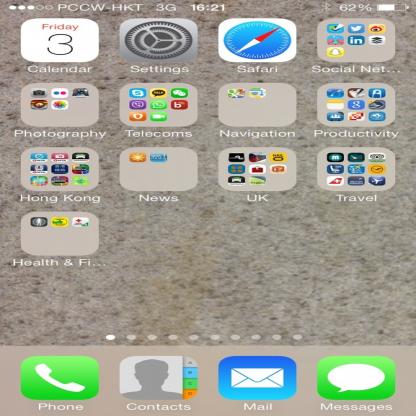 PCCW-HKT 3G 16:21 62%
Friday
3
Calendar Settings Safari Social Net...
Photography Telecoms Navigation Productivity
Hong Kong News UK Travel
Health & Fi...
Phone Contacts Mail Messages